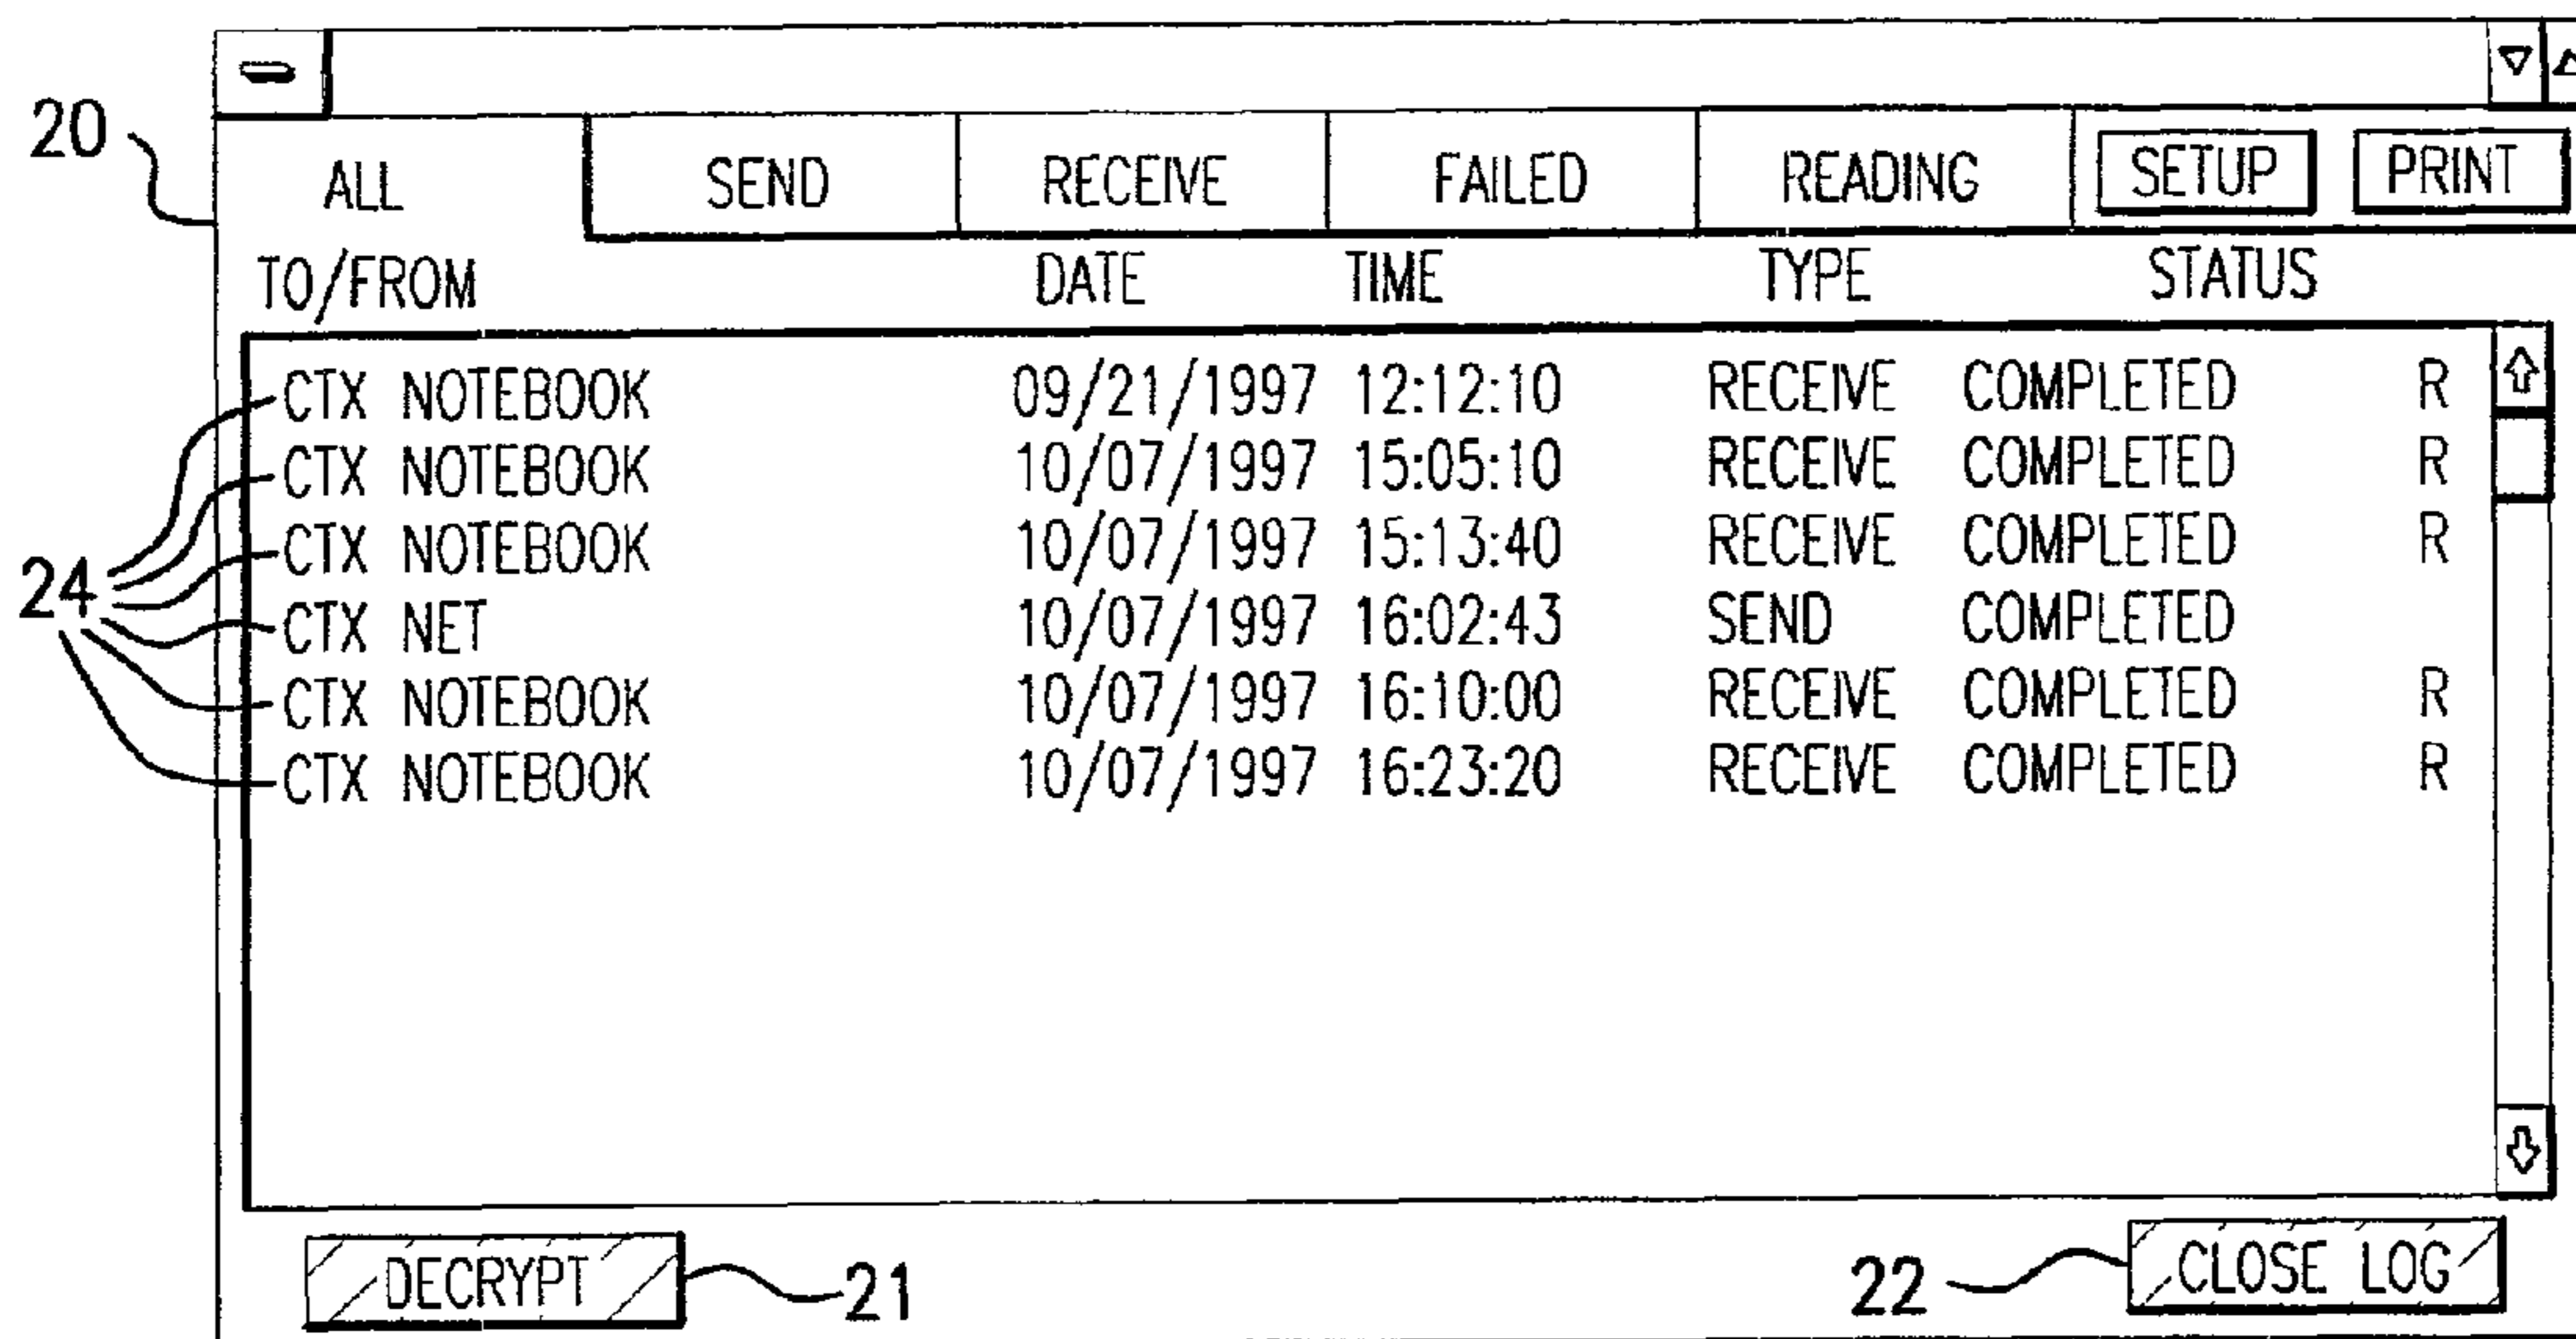 20
ALL SEND RECEIVE FAILED READING SETUP PRINT
TO/FROM DATE TIME TYPE STATUS
CTX NOTEBOOK 09/21/1997 12:12:10 RECEIVE COMPLETED R
CTX NOTEBOOK 10/07/1997 15:05:10 RECEIVE COMPLETED R
CTX NOTEBOOK 10/07/1997 15:13:40 RECEIVE COMPLETED R
24 CTX NET 10/07/1997 16:02:43 SEND COMPLETED
CTX NOTEBOOK 10/07/1997 16:10:00 RECEIVE COMPLETED R
CTX NOTEBOOK 10/07/1997 16:23:20 RECEIVE COMPLETED R
DECRYPT 21 22 CLOSE LOG